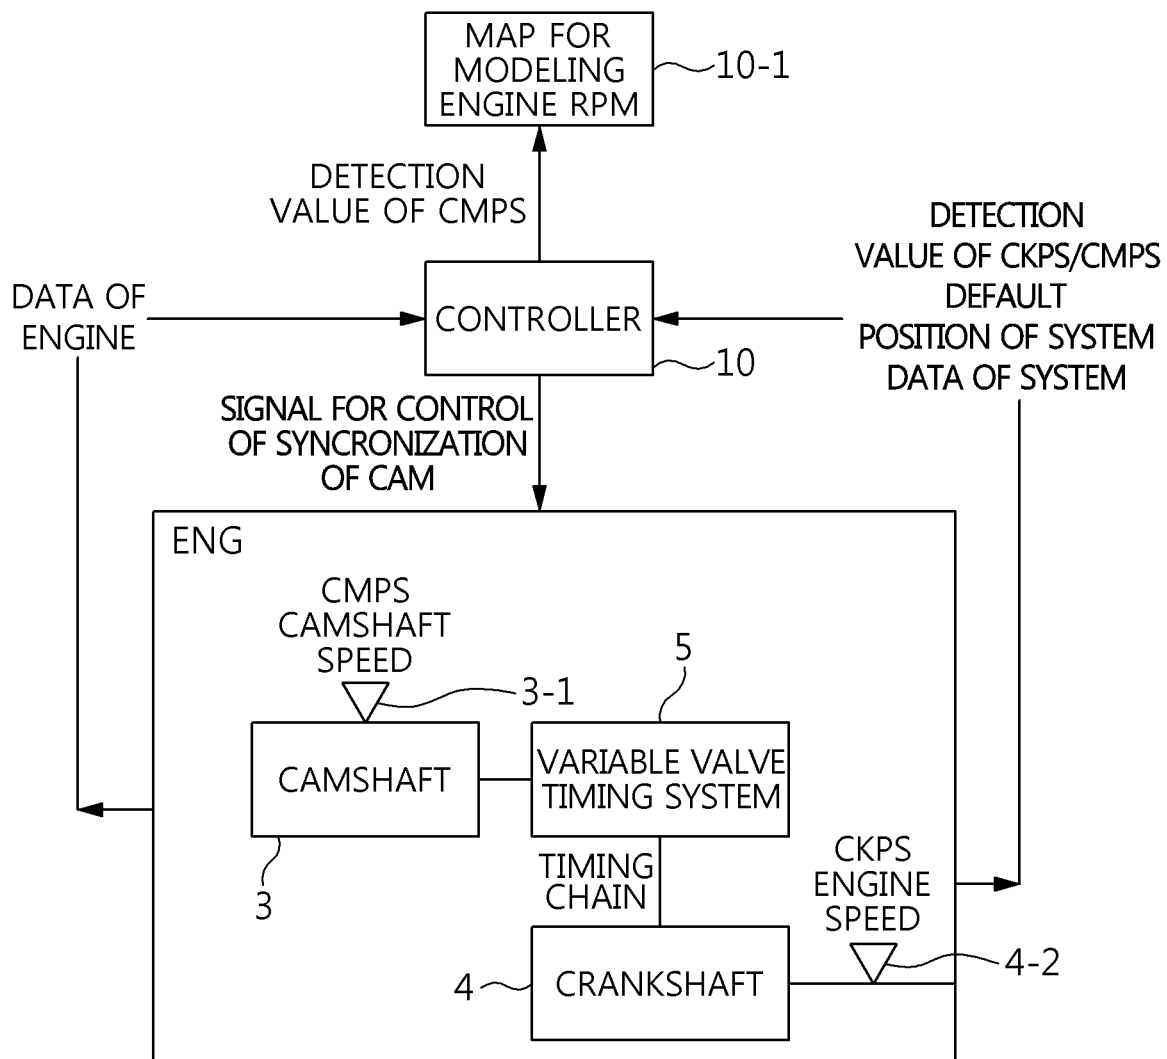 MAP FOR
MODELING
ENGINE RPM
10-1
DETECTION
VALUE OF CMPS
DETECTION
VALUE OF CKPS/CMPS
DEFAULT
POSITION OF SYSTEM
DATA OF SYSTEM
DATA OF
ENGINE
CONTROLLER
10
SIGNAL FOR CONTROL
OF SYNCRONIZATION
OF CAM
ENG
CMPS
CAMSHAFT
SPEED
3-1
5
CAMSHAFT
VARIABLE VALVE
TIMING SYSTEM
3
TIMING
CHAIN
CKPS
ENGINE
SPEED
4-2
4
CRANKSHAFT